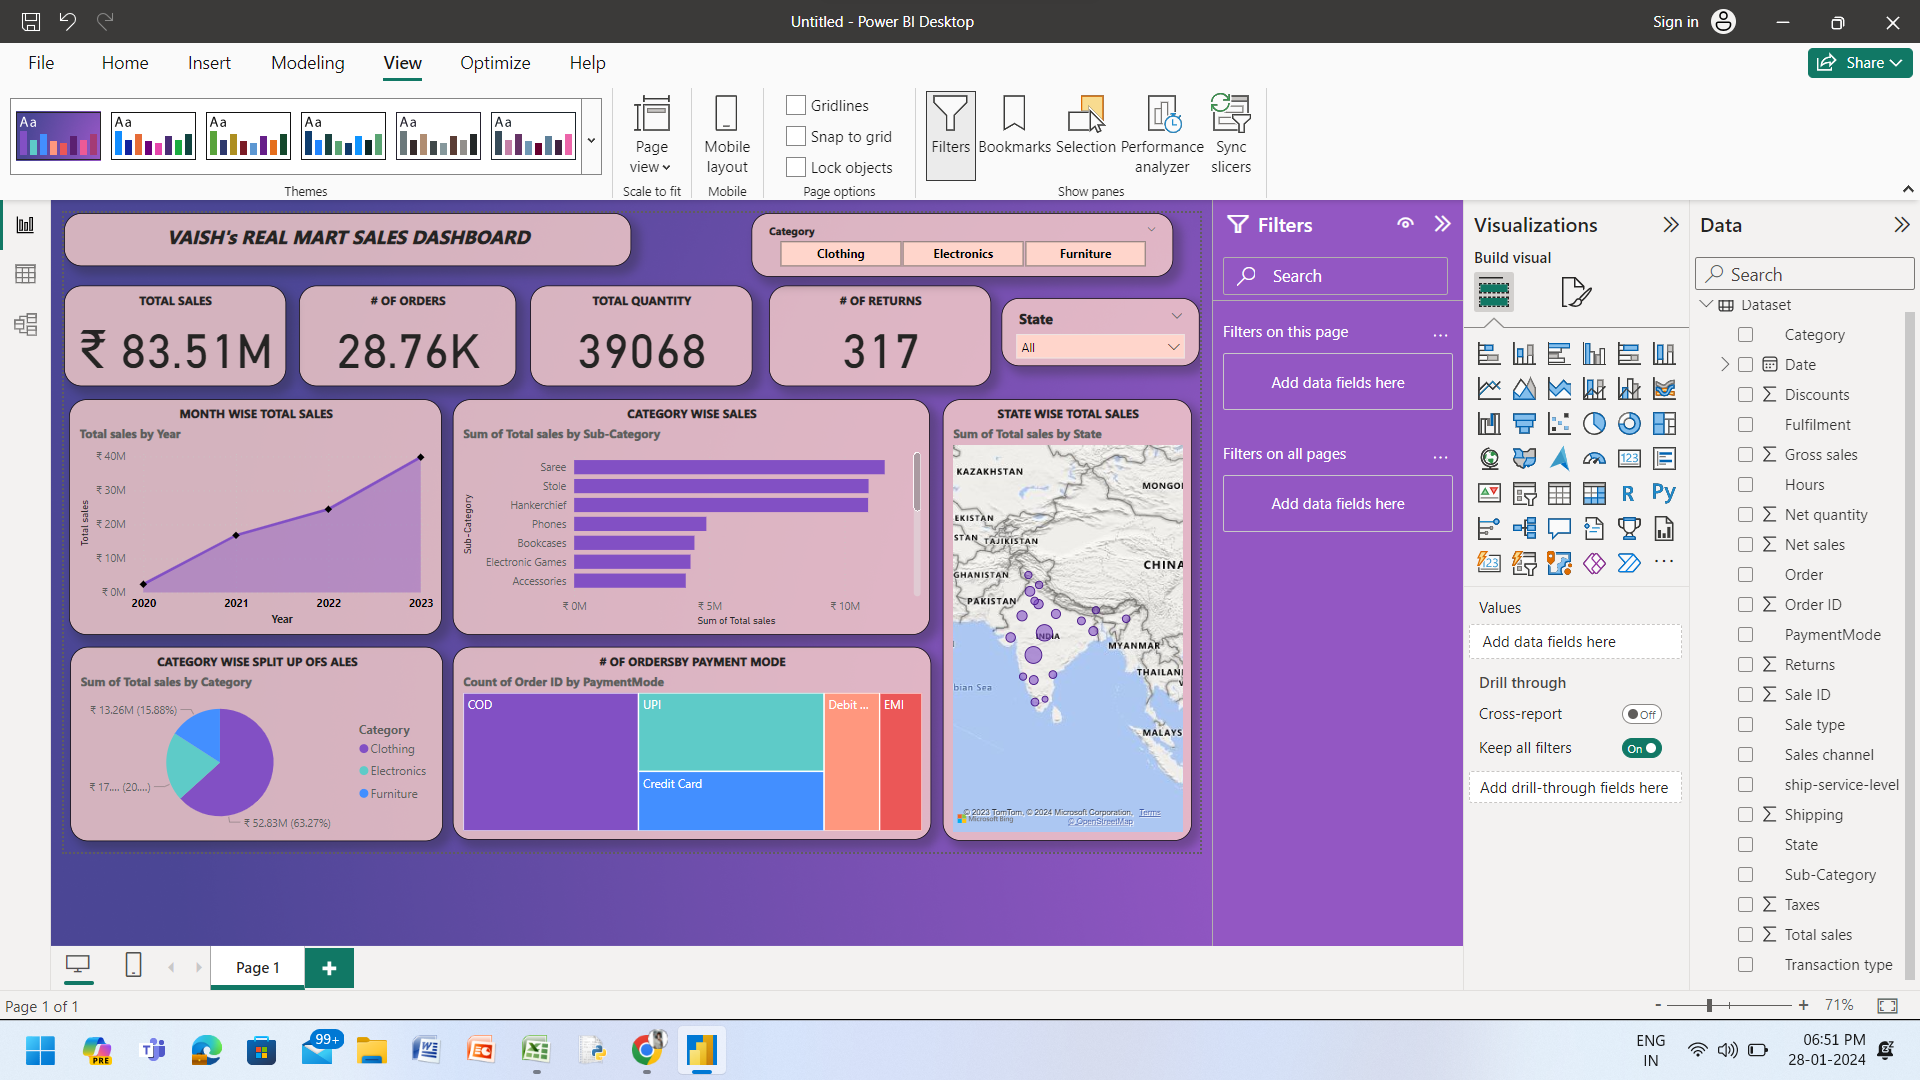 Untitled - Power BI Desktop
Sign in
File Home Insert Modeling View Optimize Help
Share
Aa Aa Aa Aa Aa Aa
Page view
Mobile layout
Gridlines
Snap to grid
Lock objects
Filters
Bookmarks
Selection
Performance analyzer
Sync slicers
Themes
Scale to fit
Mobile
Page options
Show panes
VAISH's REAL MART SALES DASHBOARD
Category
Clothing Electronics Furniture
TOTAL SALES
₹ 83.51M
# OF ORDERS
28.76K
TOTAL QUANTITY
39068
# OF RETURNS
317
State
All
MONTH WISE TOTAL SALES
Total sales by Year
Total sales
₹ 40M
₹ 30M
₹ 20M
₹ 10M
₹ 0M
2020 2021 2022 2023
Year
CATEGORY WISE SALES
Sum of Total sales by Sub-Category
Sub-Category
Saree
Stole
Hankerchief
Phones
Bookcases
Electronic Games
Accessories
₹ 0M ₹ 5M ₹ 10M
Sum of Total sales
STATE WISE TOTAL SALES
Sum of Total sales by State
KAZAKHSTAN
MONGOI
EKISTAN
STAN TAJIKISTAN
GHANISTAN
CHINA
PAKISTAN
INDIA
MYANMAR
THAILAN
bian Sea
MALAYS
© 2023 TomTom, © 2024 Microsoft Corporation, Terms
Microsoft Bing
© OpenStreetMap
CATEGORY WISE SPLIT UP OFS ALES
Sum of Total sales by Category
₹ 13.26M (15.88%)
₹ 17.... (20....)
₹ 52.83M (63.27%)
Category
Clothing
Electronics
Furniture
# OF ORDERSBY PAYMENT MODE
Count of Order ID by PaymentMode
COD
UPI
Credit Card
Debit ...
EMI
Filters
Search
Filters on this page ...
Add data fields here
Filters on all pages ...
Add data fields here
Visualizations
Build visual
123
R
Py
123
...
Values
Add data fields here
Drill through
Cross-report
Off
Keep all filters
On
Add drill-through fields here
Data
Search
Dataset
Category
Date
Discounts
Fulfilment
Gross sales
Hours
Net quantity
Net sales
Order
Order ID
PaymentMode
Returns
Sale ID
Sale type
Sales channel
ship-service-level
Shipping
State
Sub-Category
Taxes
Total sales
Transaction type
Page 1
+
Page 1 of 1
- + 71%
PRE
99+
ENG
IN
06:51 PM
28-01-2024